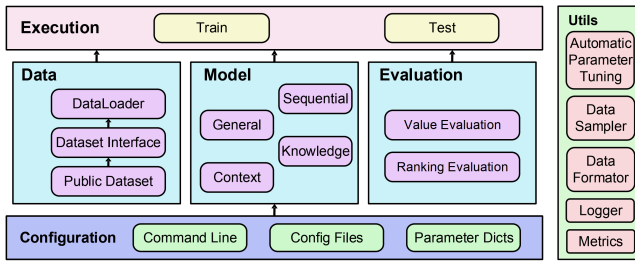 Execution
Train
Test
Data
DataLoader
Dataset Interface
Public Dataset
Model
Sequential
General
Knowledge
Context
Evaluation
Value Evaluation
Ranking Evaluation
Configuration
Command Line
Config Files
Parameter Dicts
Utils
Automatic
Parameter
Tuning
Data
Sampler
Data
Formator
Logger
Metrics